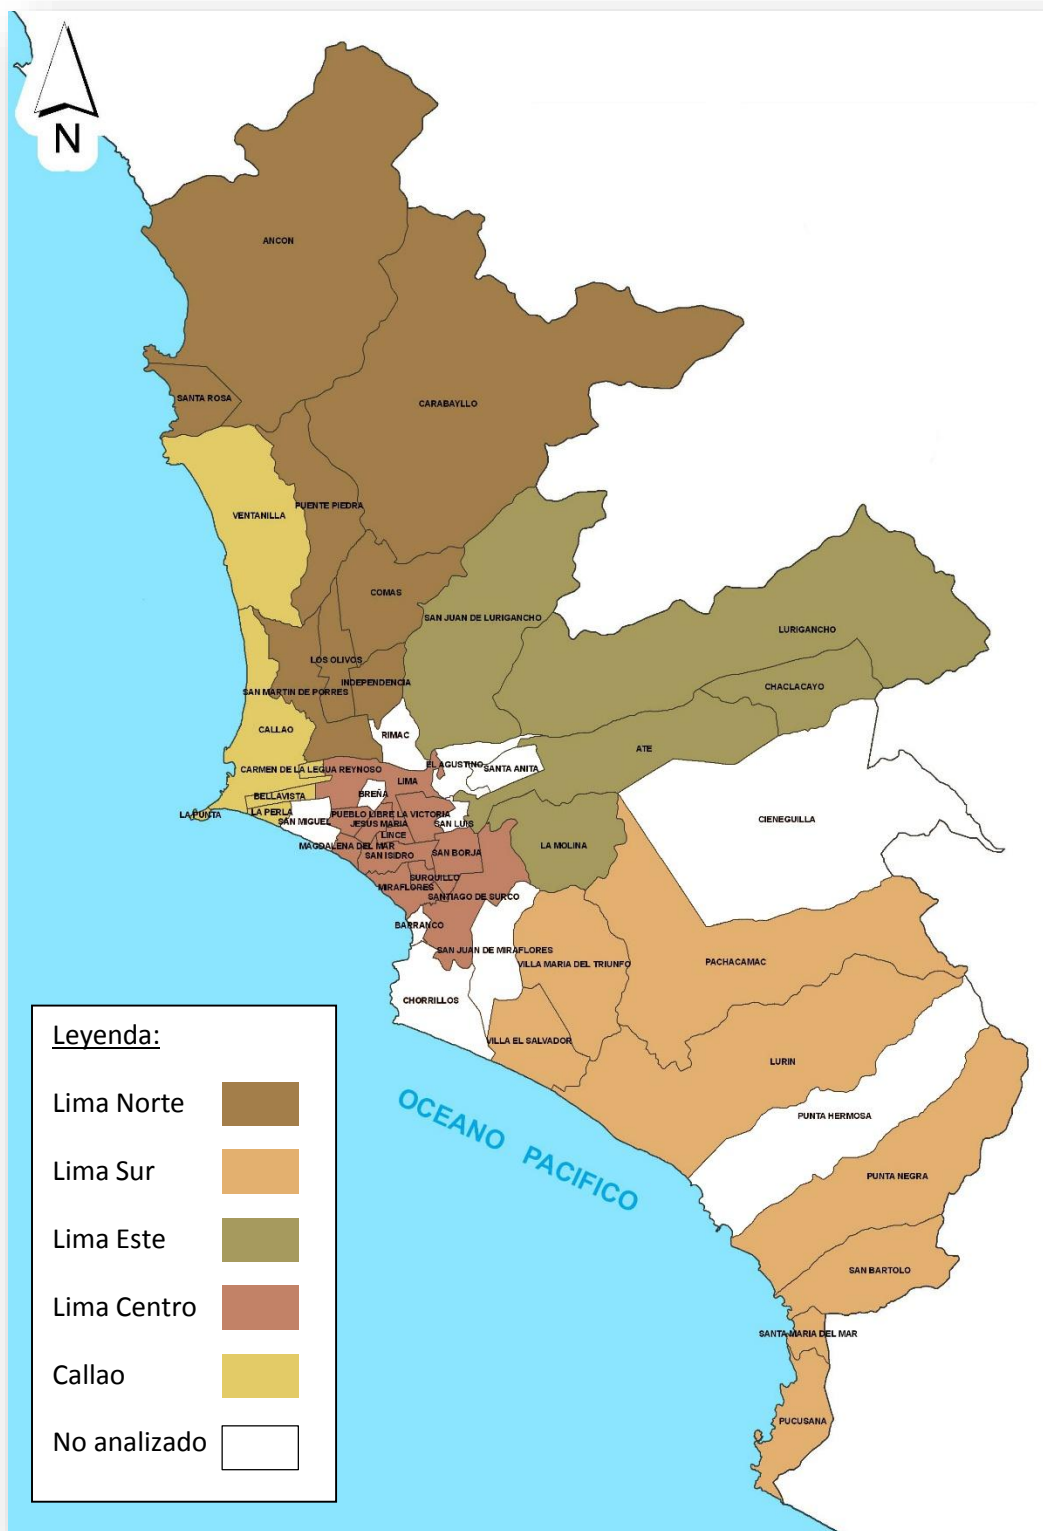 N
ANCON
SANTA ROSA
CARABAYLLO
VENTANILLA
PUENTE PIEDRA
COMAS
SAN JUAN DE LURIGANCHO
LURIGANCHO
LOS OLIVOS
INDEPENDENCIA
CHACLACAYO
SAN MARTIN DE PORRES
CALLAO
RIMAC
ATE
CARMEN DE LA LEGUA REYNOSO
EL AGUSTINO
SANTA ANITA
LIMA
BREÑA
BELLAVISTA
LA PUNTA
LA PERLA
SAN MIGUEL
PUEBLO LIBRE
LA VICTORIA
JESUS MARIA
SAN LUIS
CIENEGUILLA
LINCE
MAGDALENA DEL MAR
SAN ISIDRO
SAN BORJA
LA MOLINA
SURQUILLO
MIRAFLORES
SANTIAGO DE SURCO
BARRANCO
SAN JUAN DE MIRAFLORES
VILLA MARIA DEL TRIUNFO
PACHACAMAC
CHORRILLOS
VILLA EL SALVADOR
LURIN
PUNTA HERMOSA
PUNTA NEGRA
SAN BARTOLO
SANTA MARIA DEL MAR
PUCUSANA
OCEANO PACIFICO
Leyenda:
Lima Norte
Lima Sur
Lima Este
Lima Centro
Callao
No analizado